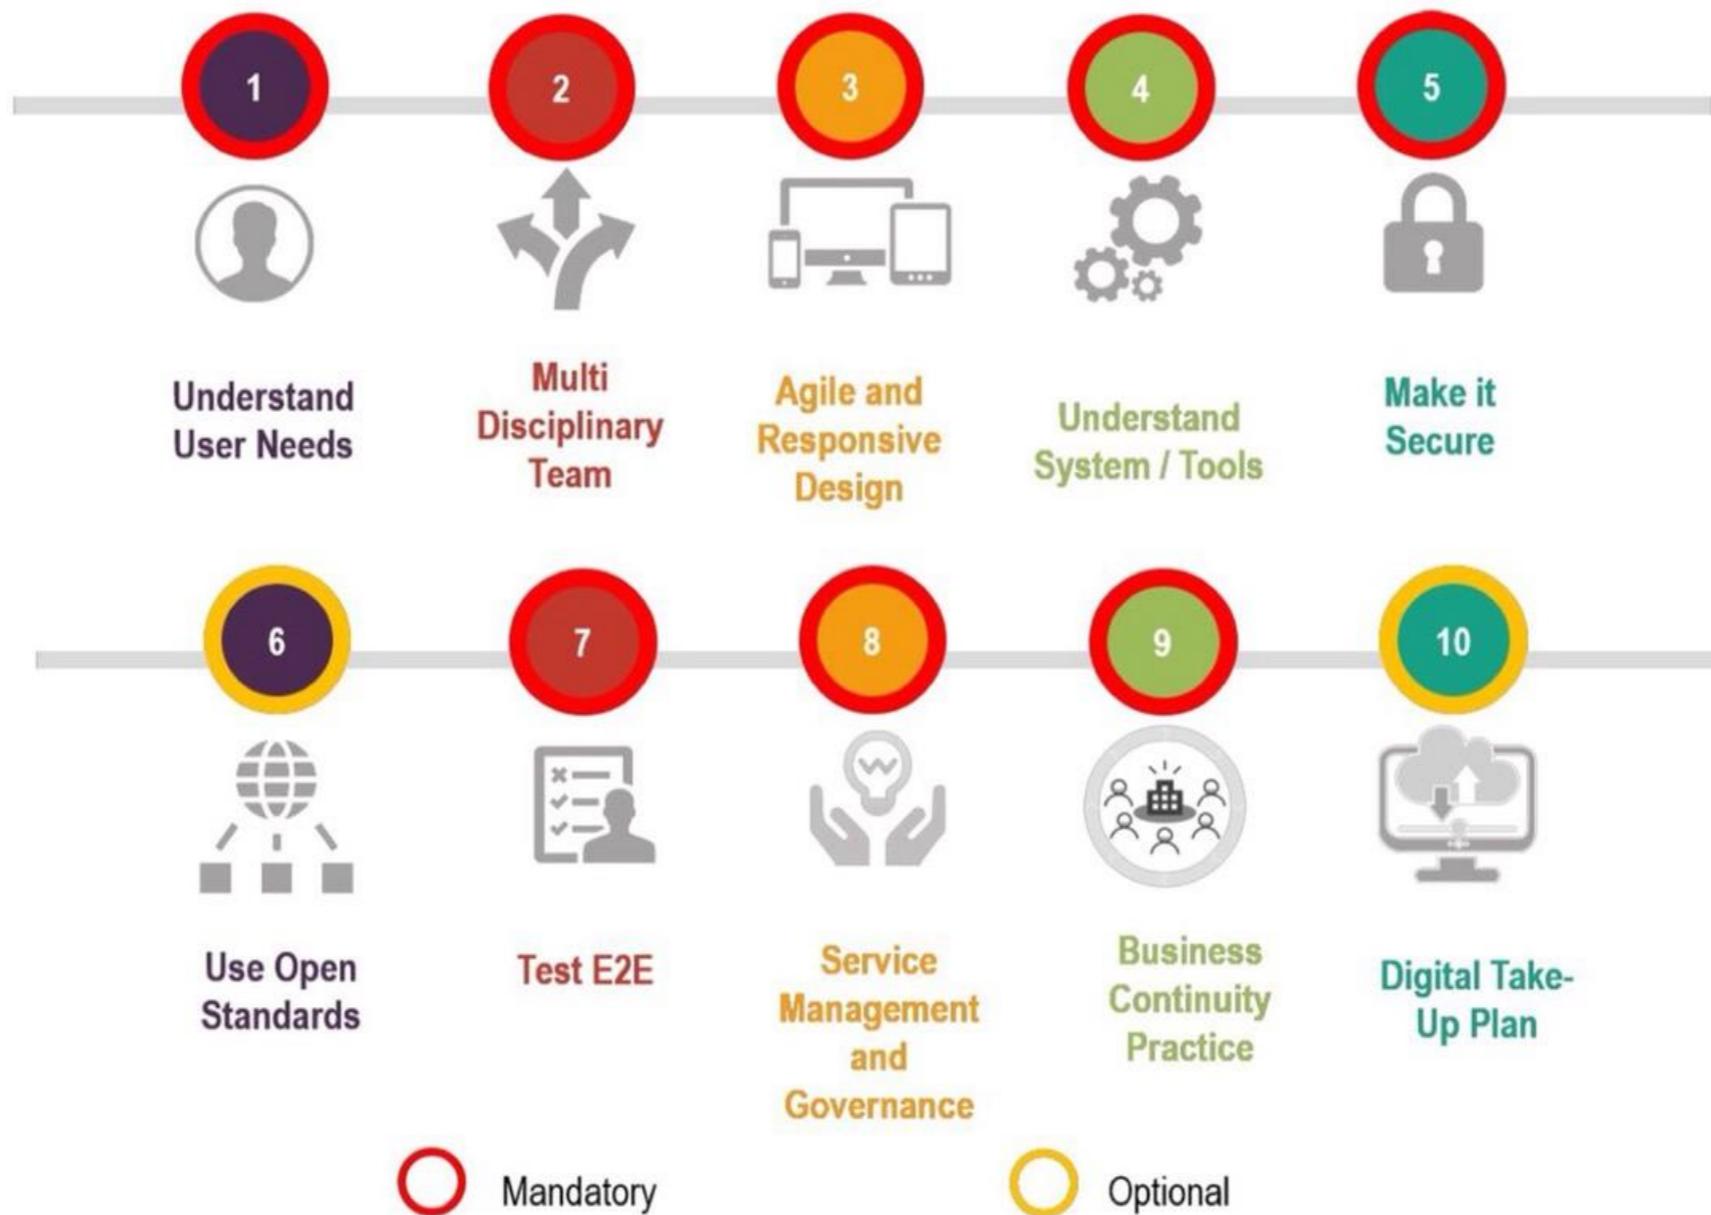 1
2
3
4
5
Understand
User Needs
Multi
Disciplinary
Team
Agile and
Responsive
Design
Understand
System / Tools
Make it
Secure
6
7
8
9
10
Use Open
Standards
Test E2E
Service
Management
and
Governance
Business
Continuity
Practice
Digital Take-
Up Plan
Mandatory
Optional